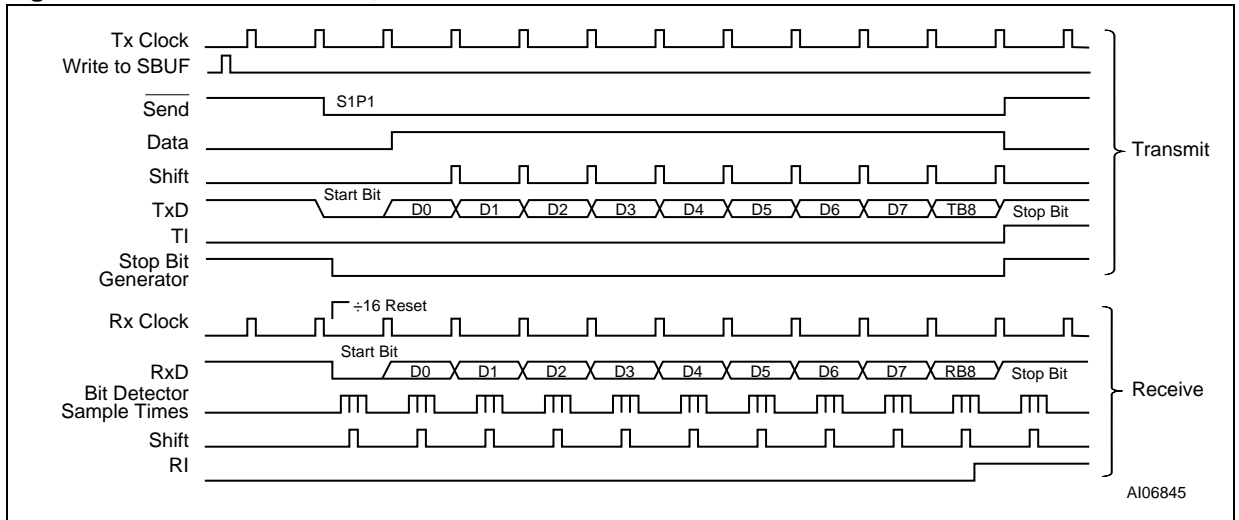 Tx Clock
Write to SBUF
Send
S1P1
Data
Transmit
Shift
Start Bit
TxD
D0 D1 D2 D3 D4 D5 D6 D7 TB8 Stop Bit
TI
Stop Bit
Generator
÷16 Reset
Rx Clock
Start Bit
RxD
D0 D1 D2 D3 D4 D5 D6 D7 RB8 Stop Bit
Bit Detector
Sample Times
Receive
Shift
RI
AI06845